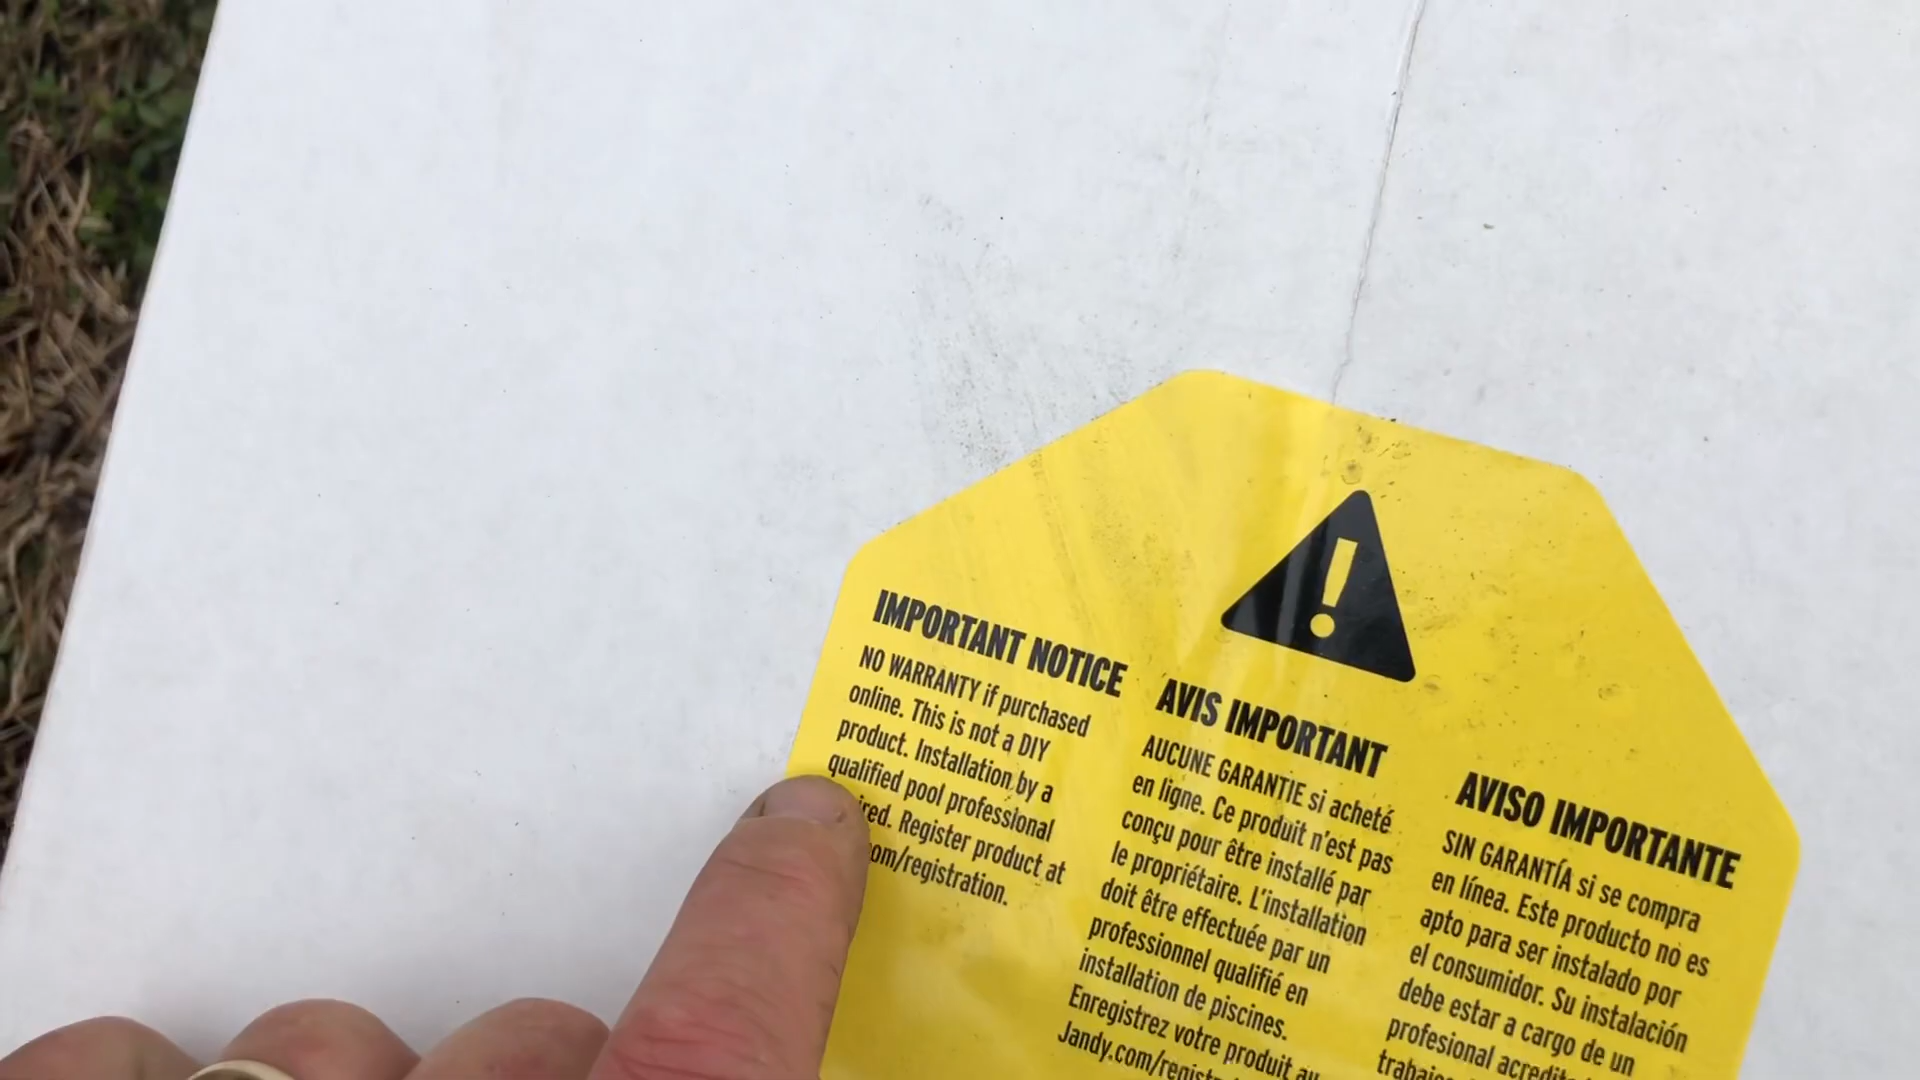 !
IMPORTANT NOTICE
NO WARRANTY if purchased
online. This is not a DIY
product. Installation by a
qualified pool professional
Register product at
com/registration.
AVIS IMPORTANT
AUCUNE GARANTIE si acheté
en ligne. Ce produit n'est pas
conçu pour être installé par
le propriétaire. L'installation
doit être effectuée par un
professionnel qualifié en
installation de piscines.
Enregistrez votre produit au
Jandy.com/
AVISO IMPORTANTE
SIN GARANTÍA si se compra
en línea. Este producto no es
apto para ser instalado por
el consumidor. Su instalación
debe estar a cargo de un
profesional